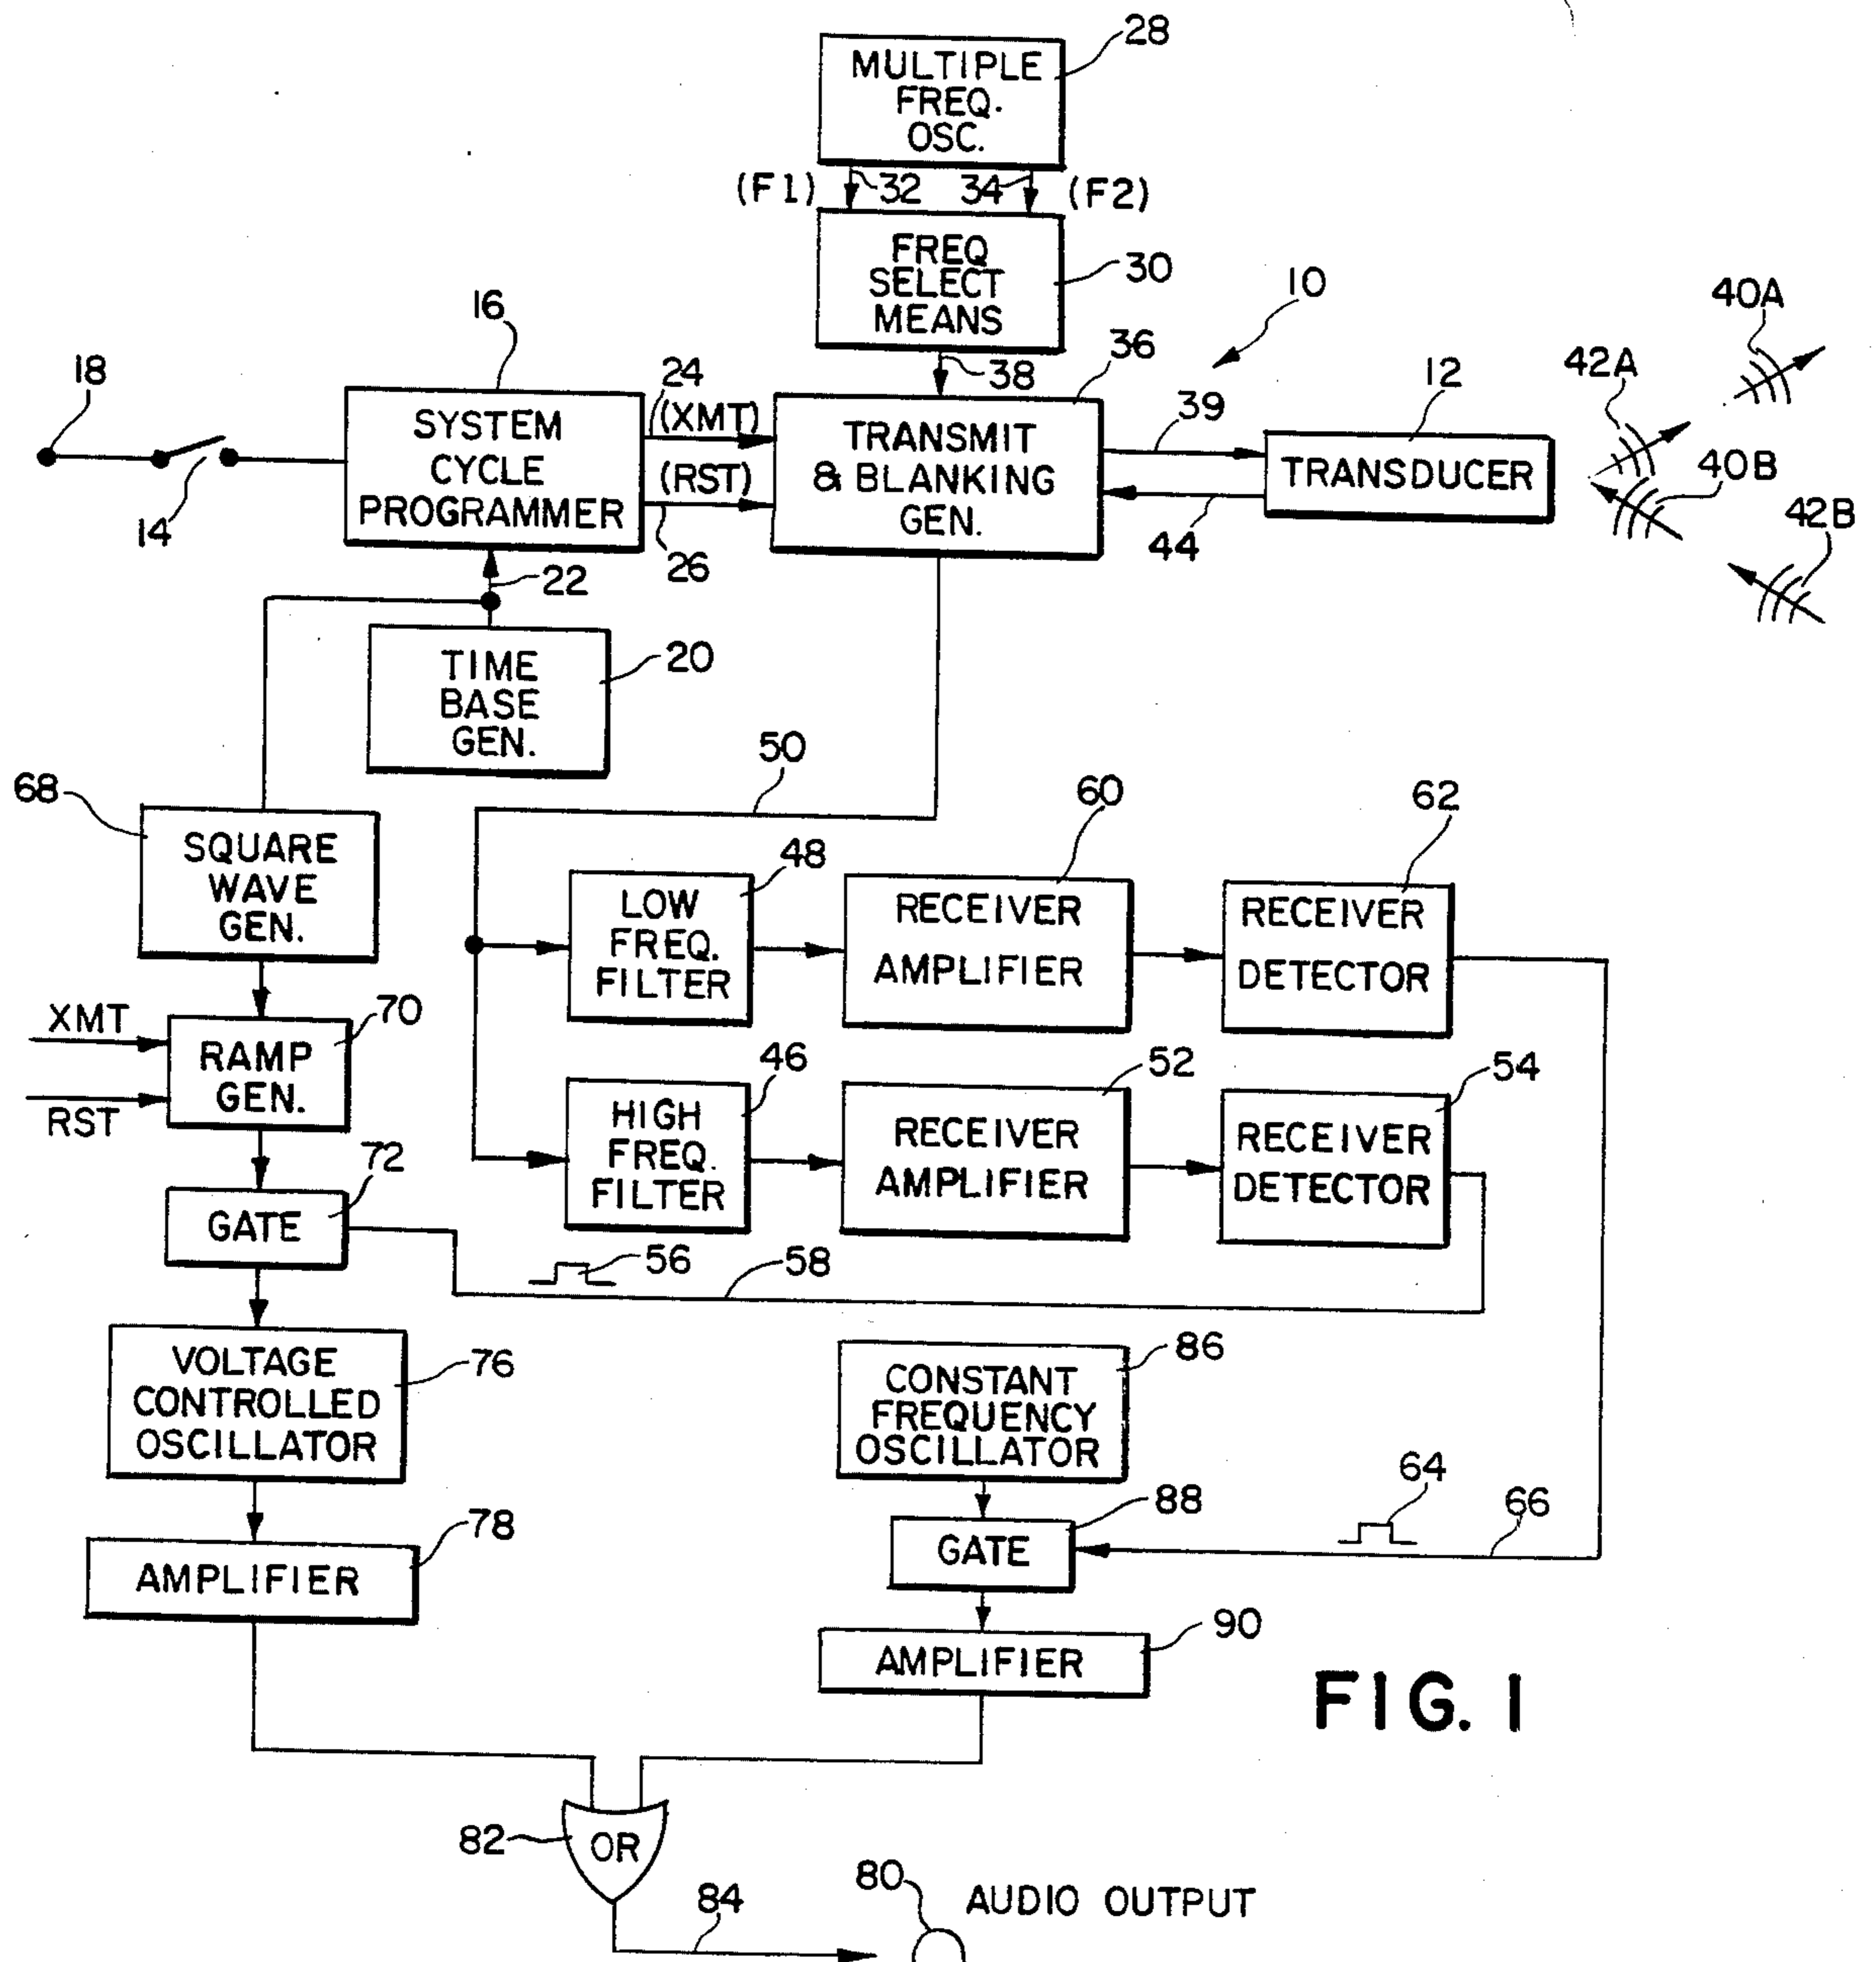 28
MULTIPLE
FREQ.
OSC.
(F1)
32
34
(F2)
FREQ
SELECT
MEANS
30
10
40A
16
36
42A
12
18
24
(XMT)
38
39
40B
SYSTEM
CYCLE
PROGRAMMER
TRANSMIT
& BLANKING
GEN.
TRANSDUCER
(RST)
14
26
44
42B
22
TIME
BASE
GEN.
20
50
68
60
62
SQUARE
WAVE
GEN.
48
LOW
FREQ.
FILTER
RECEIVER
AMPLIFIER
RECEIVER
DETECTOR
XMT
70
RAMP
GEN.
RST
46
52
54
HIGH
FREQ.
FILTER
RECEIVER
AMPLIFIER
RECEIVER
DETECTOR
72
GATE
56
58
VOLTAGE
CONTROLLED
OSCILLATOR
76
CONSTANT
FREQUENCY
OSCILLATOR
86
64
66
88
GATE
78
AMPLIFIER
90
AMPLIFIER
FIG. 1
82
OR
80
AUDIO OUTPUT
84